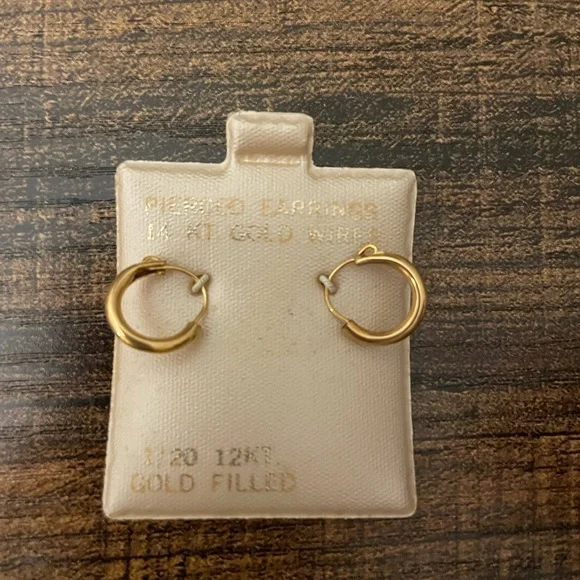 PIERCED EARRINGS
14 KT GOLD WIRES
1/20 12KT.
GOLD FILLED